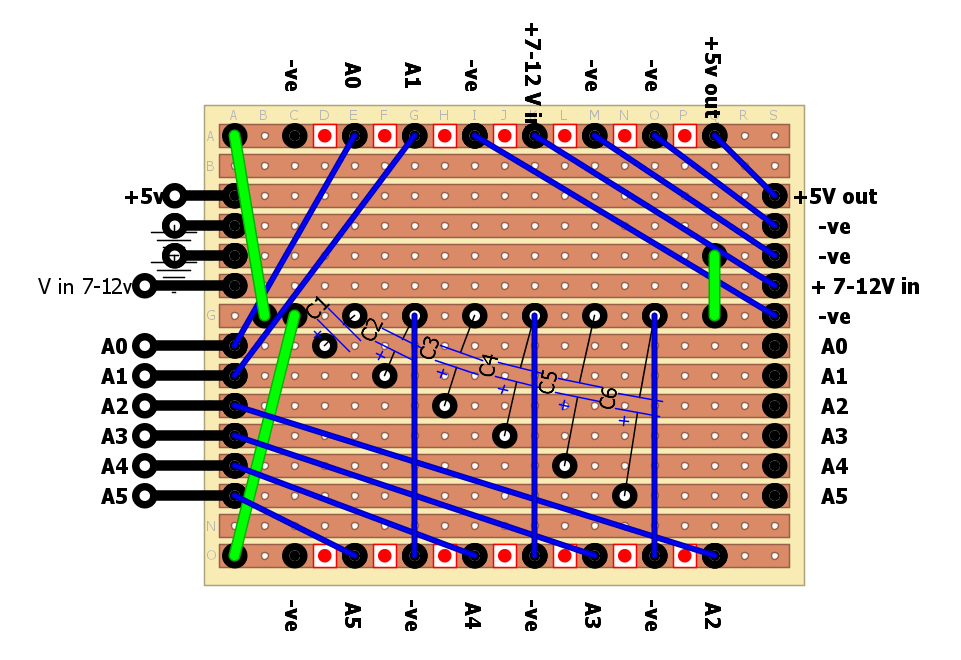 -ve
A0
A1
-ve
+7-12 V in
-ve
-ve
+5v out
A B C D E F G H I J L M N O P R S
A
B
+5v
+5V out
-ve
-ve
V in 7-12v
+ 7-12V in
G
C1
C2
C3
C4
C5
C6
+
+
+
+
+
+
-ve
A0
A0
A1
A1
A2
A2
A3
A3
A4
A4
A5
A5
N
O
-ve
A5
-ve
A4
-ve
A3
-ve
A2